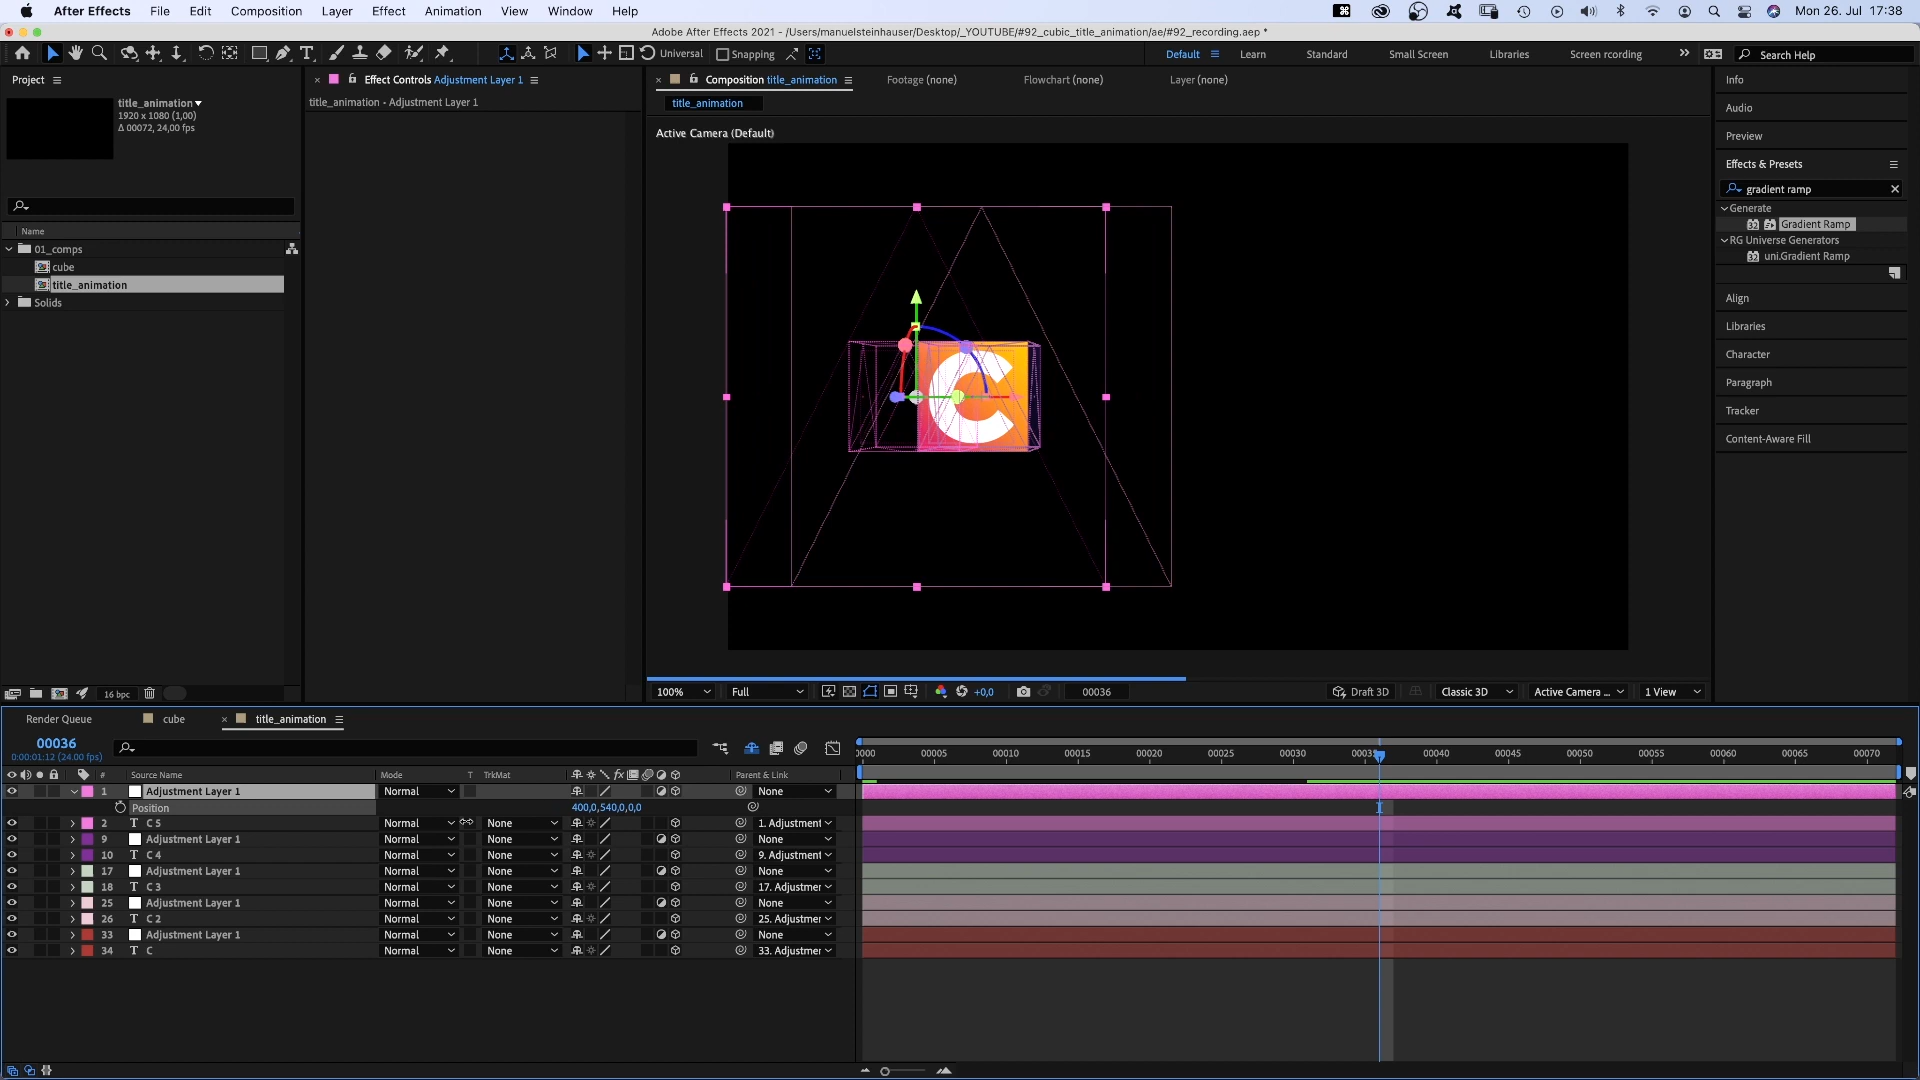 After Effects File Edit Composition Layer Effect Animation View Window Help Mon 26. Jul 17:38
Adobe After Effects 2021 - /Users/manuelsteinhauser/Desktop/_YOUTUBE/#92_cubic_title_animation/ae/#92_recording.aep *
Universal Snapping Default Learn Standard Small Screen Libraries Screen recording Search Help
Project Effect Controls Adjustment Layer 1 Composition title_animation Footage (none) Flowchart (none) Layer (none) Info
title_animation
1920 x 1080 (1,00)
Δ 00072, 24,00 fps
title_animation - Adjustment Layer 1
title_animation
Active Camera (Default)
C
Audio
Preview
Effects & Presets
gradient ramp
Generate
Gradient Ramp
RG Universe Generators
uni.Gradient Ramp
Align
Libraries
Character
Paragraph
Tracker
Content-Aware Fill
Name
01_comps
cube
title_animation
Solids
16 bpc
100% Full +0,0 00036 Draft 3D Classic 3D Active Camera ... 1 View
Render Queue cube title_animation
00036
0:00:01:12 (24.00 fps)
0000 00005 00010 00015 00020 00025 00030 00035 00040 00045 00050 00055 00060 00065 00070
# Source Name Mode T TrkMat fx Parent & Link
1 Adjustment Layer 1 Normal None
Position 400,0,540,0,0,0
2 T C 5 Normal None 1. Adjustment
9 Adjustment Layer 1 Normal None None
10 T C 4 Normal None 9. Adjustment
17 Adjustment Layer 1 Normal None None
18 T C 3 Normal None 17. Adjustmer
25 Adjustment Layer 1 Normal None None
26 T C 2 Normal None 25. Adjustmer
33 Adjustment Layer 1 Normal None None
34 T C Normal None 33. Adjustmer